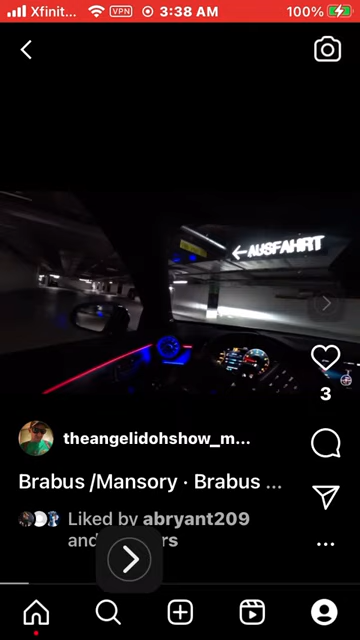 Xfinit... VPN 3:38 AM 100%
←AUSFAHRT
3
theangelidohshow_m...
Brabus /Mansory · Brabus ...
Liked by abryant209
and rs